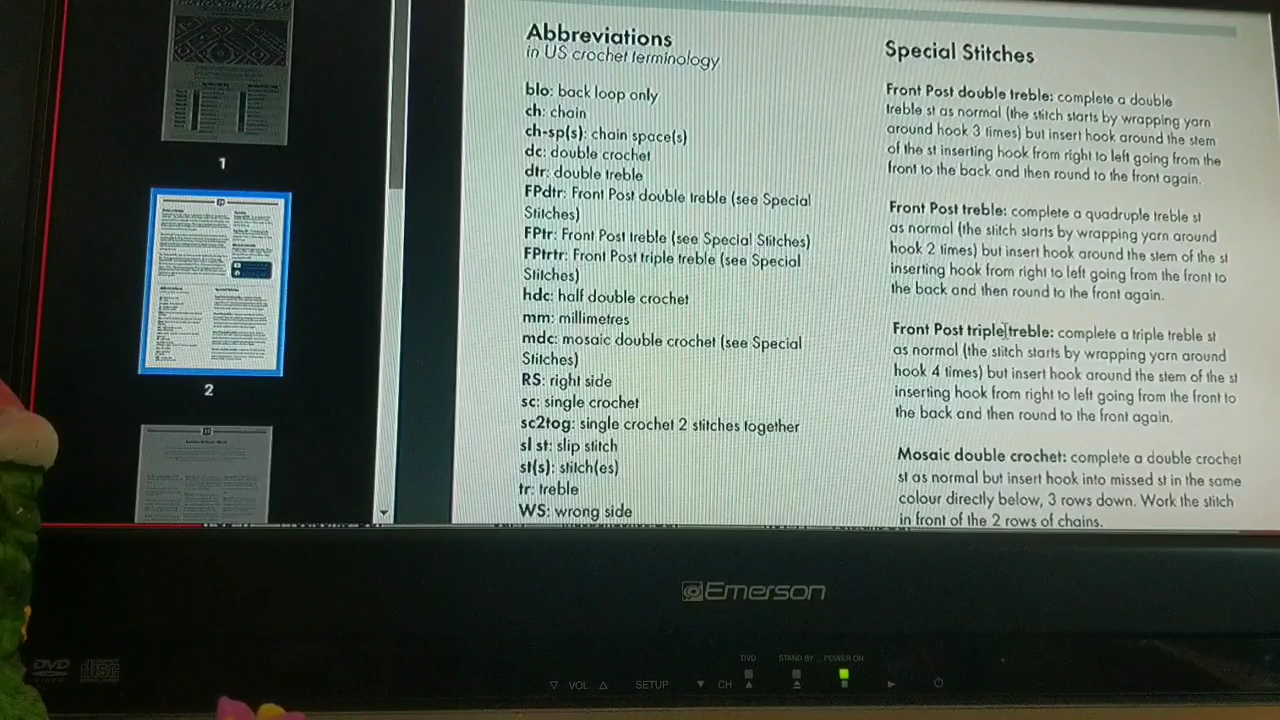 Abbreviations
in US crochet terminology
blo: back loop only
ch: chain
ch-sp(s): chain space(s)
dc: double crochet
dtr: double treble
FPdtr: Front Post double treble (see Special
Stitches)
FPtr: Front Post treble (see Special Stitches)
FPtrtr: Front Post triple treble (see Special
Stitches)
hdc: half double crochet
mm: millimetres
mdc: mosaic double crochet (see Special
Stitches)
RS: right side
sc: single crochet
sc2tog: single crochet 2 stitches together
sl st: slip stitch
st(s): stitch(es)
tr: treble
WS: wrong side
Special Stitches
Front Post double treble: complete a double
treble st as normal (the stitch starts by wrapping yarn
around hook 3 times) but insert hook around the stem
of the st inserting hook from right to left going from the
front to the back and then round to the front again.
Front Post treble: complete a quadruple treble st
as normal (the stitch starts by wrapping yarn around
hook 2 times) but insert hook around the stem of the st
inserting hook from right to left going from the front to
the back and then round to the front again.
Front Post triple treble: complete a triple treble st
as normal (the stitch starts by wrapping yarn around
hook 4 times) but insert hook around the stem of the st
inserting hook from right to left going from the front to
the back and then round to the front again.
Mosaic double crochet: complete a double crochet
st as normal but insert hook into missed st in the same
colour directly below, 3 rows down. Work the stitch
in front of the 2 rows of chains.
1
2
Emerson
DVD
VIDEO
DVD STAND BY POWER ON
VOL SETUP CH